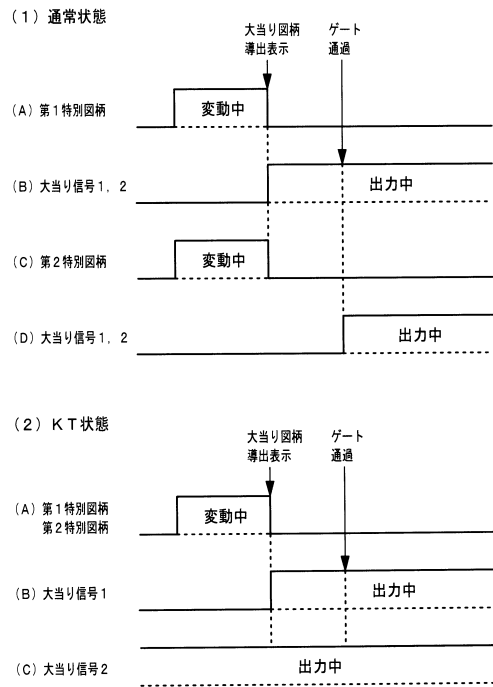 （１）通常状態
大当り図柄
導出表示
ゲート
通過
（Ａ）第１特別図柄
変動中
（Ｂ）大当り信号１，２
出力中
（Ｃ）第２特別図柄
変動中
（Ｄ）大当り信号１，２
出力中
（２）ＫＴ状態
大当り図柄
導出表示
ゲート
通過
（Ａ）第１特別図柄
第２特別図柄
変動中
（Ｂ）大当り信号１
出力中
（Ｃ）大当り信号２
出力中